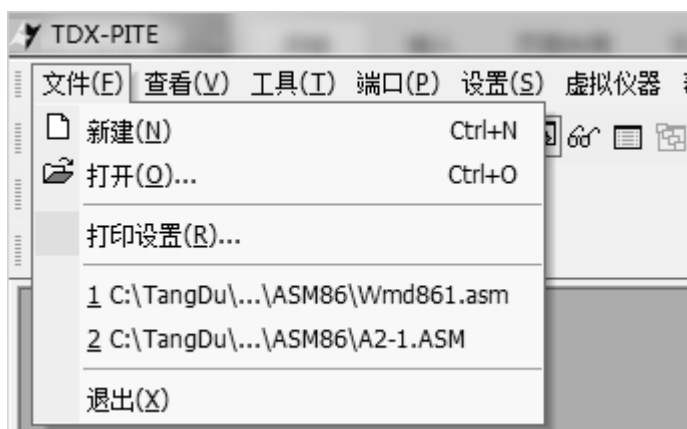 TDX-PITE
文件(F) 查看(V) 工具(T) 端口(P) 设置(S) 虚拟仪器
新建(N) Ctrl+N
打开(O)... Ctrl+O
打印设置(R)...
1 C:\TangDu\...\ASM86\Wmd861.asm
2 C:\TangDu\...\ASM86\A2-1.ASM
退出(X)